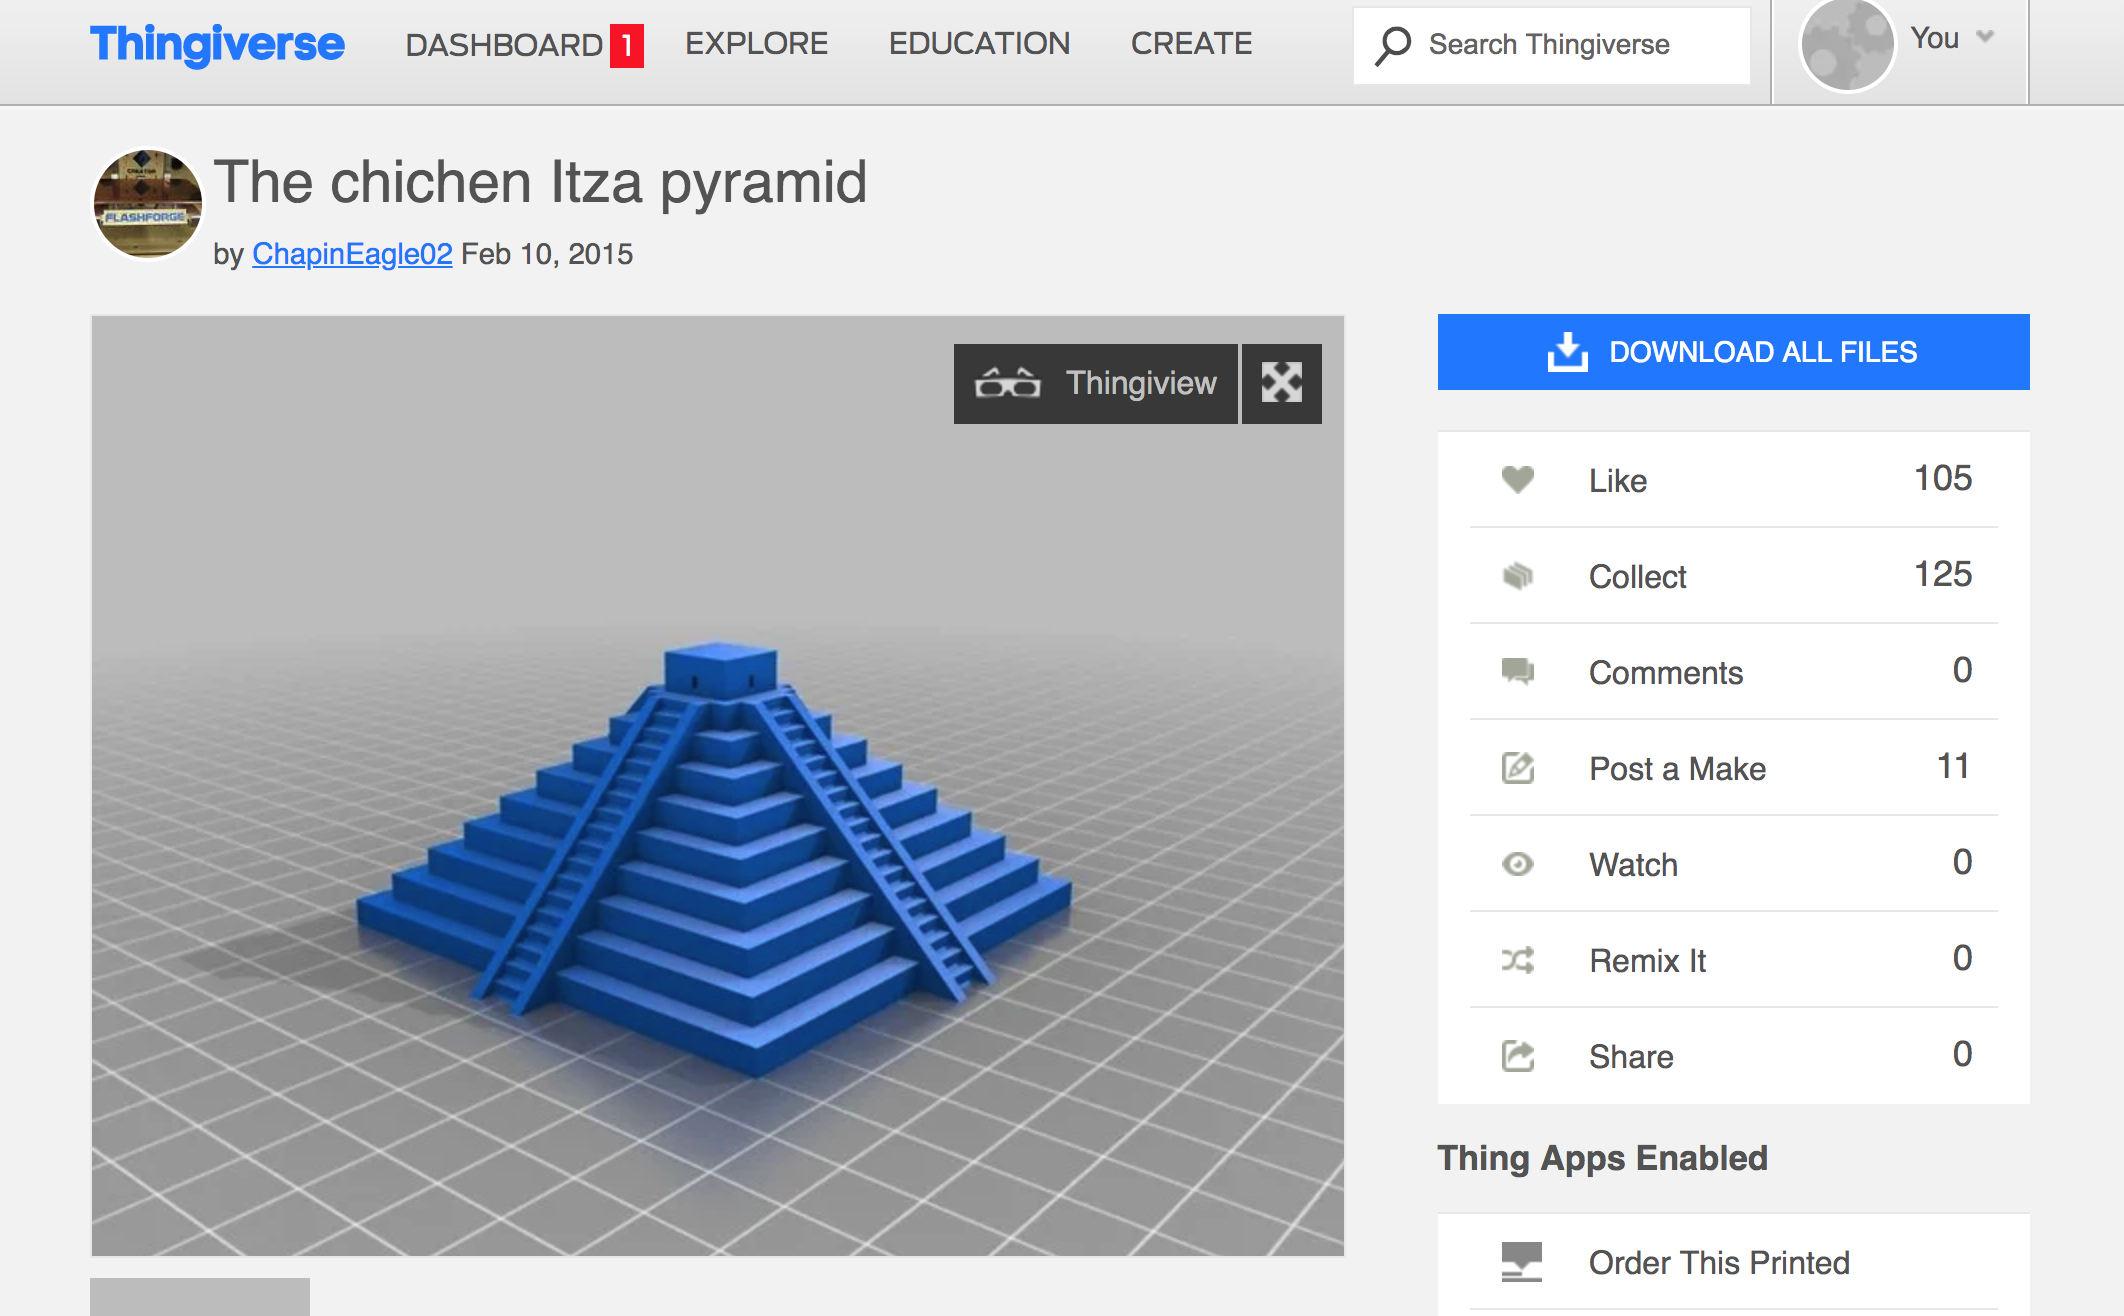 Thingiverse DASHBOARD 1 EXPLORE EDUCATION CREATE Search Thingiverse You
The chichen Itza pyramid
by ChapinEagle02 Feb 10, 2015
FLASHFORGE
Thingiview
DOWNLOAD ALL FILES
Like 105
Collect 125
Comments 0
Post a Make 11
Watch 0
Remix It 0
Share 0
Thing Apps Enabled
Order This Printed